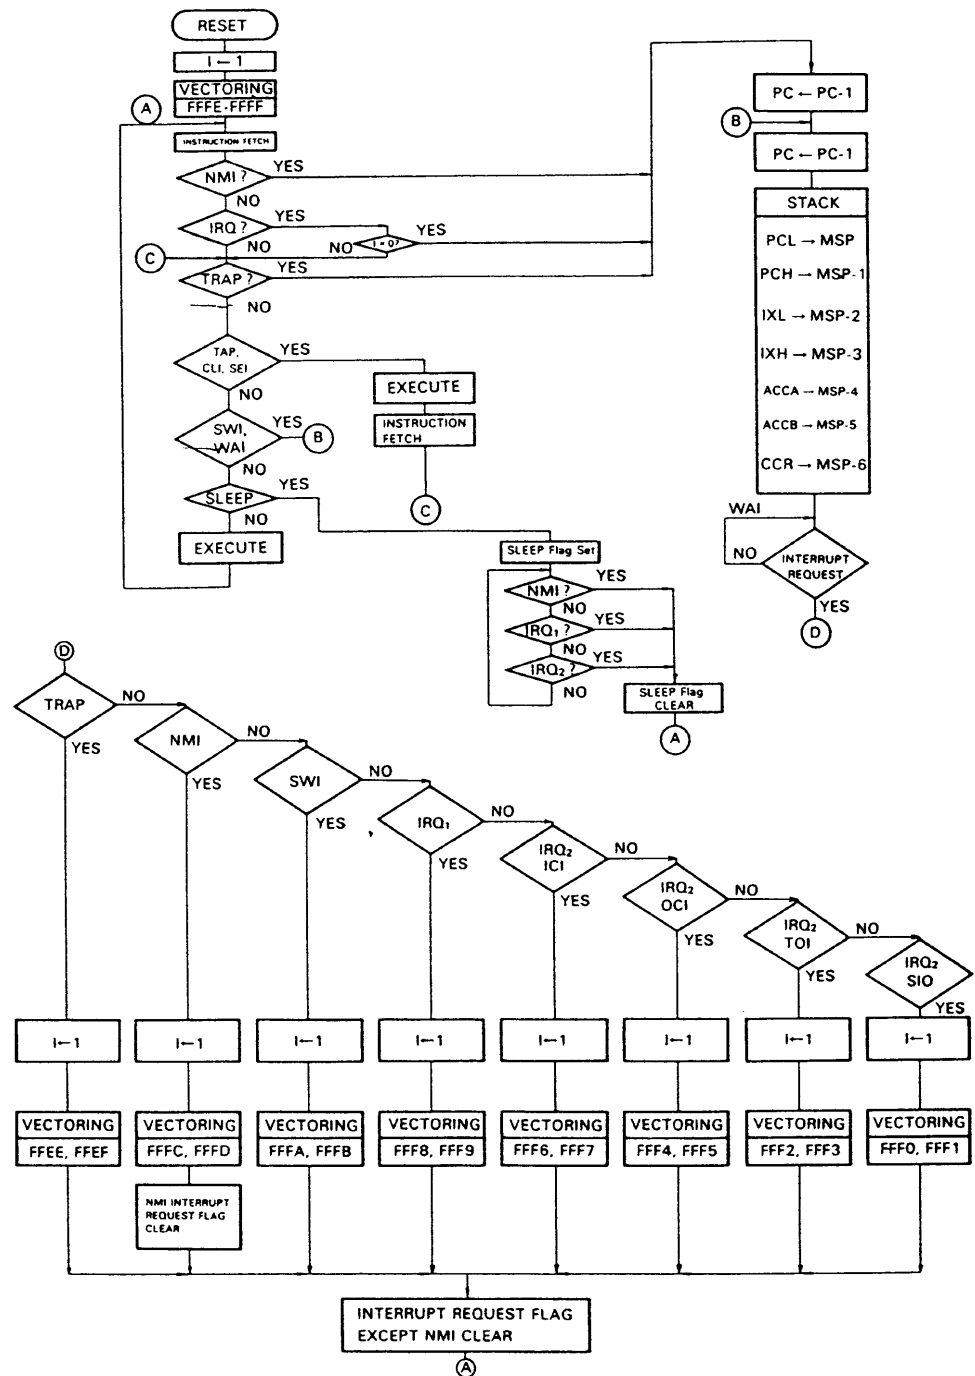 RESET
I ← 1
VECTORING
FFFE-FFFF
A
INSTRUCTION FETCH
NMI ?
YES
NO
IRQ ?
YES
NO
I = 0?
YES
NO
C
TRAP ?
YES
NO
TAP,
CLI, SEI
YES
NO
EXECUTE
INSTRUCTION
FETCH
C
SWI,
WAI
YES
B
NO
SLEEP
YES
NO
EXECUTE
PC ← PC-1
B
PC ← PC-1
STACK
PCL → MSP
PCH → MSP-1
IXL → MSP-2
IXH → MSP-3
ACCA → MSP-4
ACCB → MSP-5
CCR → MSP-6
WAI
NO
INTERRUPT
REQUEST
YES
D
SLEEP Flag Set
NMI ?
YES
NO
IRQ₁ ?
YES
NO
IRQ₂ ?
YES
NO
SLEEP Flag
CLEAR
A
D
TRAP
NO
YES
NMI
NO
YES
SWI
NO
YES
IRQ₁
NO
YES
IRQ₂
ICI
NO
YES
IRQ₂
OCI
NO
YES
IRQ₂
TOI
NO
YES
IRQ₂
SIO
YES
I←1
I←1
I←1
I←1
I←1
I←1
I←1
I←1
VECTORING
FFEE, FFEF
VECTORING
FFFC, FFFD
VECTORING
FFFA, FFFB
VECTORING
FFF8, FFF9
VECTORING
FFF6, FFF7
VECTORING
FFF4, FFF5
VECTORING
FFF2, FFF3
VECTORING
FFF0, FFF1
NMI INTERRUPT
REQUEST FLAG
CLEAR
INTERRUPT REQUEST FLAG
EXCEPT NMI CLEAR
A